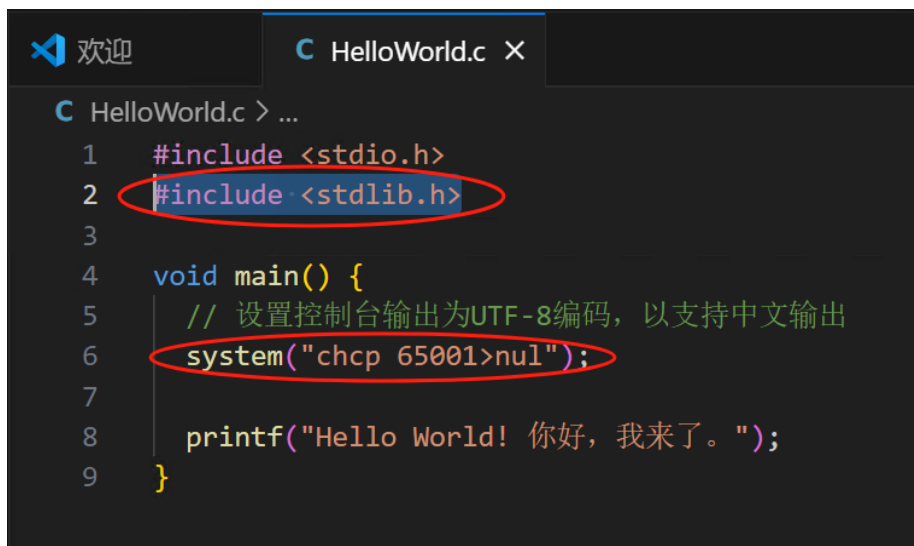 欢迎
C HelloWorld.c ×
C HelloWorld.c > ...
1 #include <stdio.h>
2 #include <stdlib.h>
3
4 void main() {
5 // 设置控制台输出为UTF-8编码，以支持中文输出
6 system("chcp 65001>nul");
7
8 printf("Hello World! 你好，我来了。");
9 }